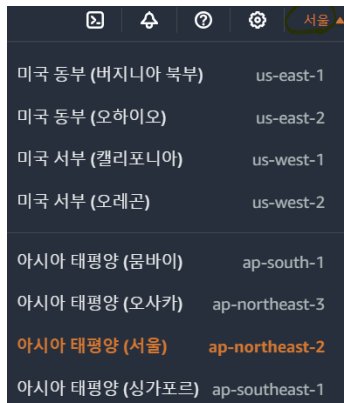 서울 ▲
미국 동부 (버지니아 북부) us-east-1
미국 동부 (오하이오) us-east-2
미국 서부 (캘리포니아) us-west-1
미국 서부 (오레곤) us-west-2
아시아 태평양 (뭄바이) ap-south-1
아시아 태평양 (오사카) ap-northeast-3
아시아 태평양 (서울) ap-northeast-2
아시아 태평양 (싱가포르) ap-southeast-1